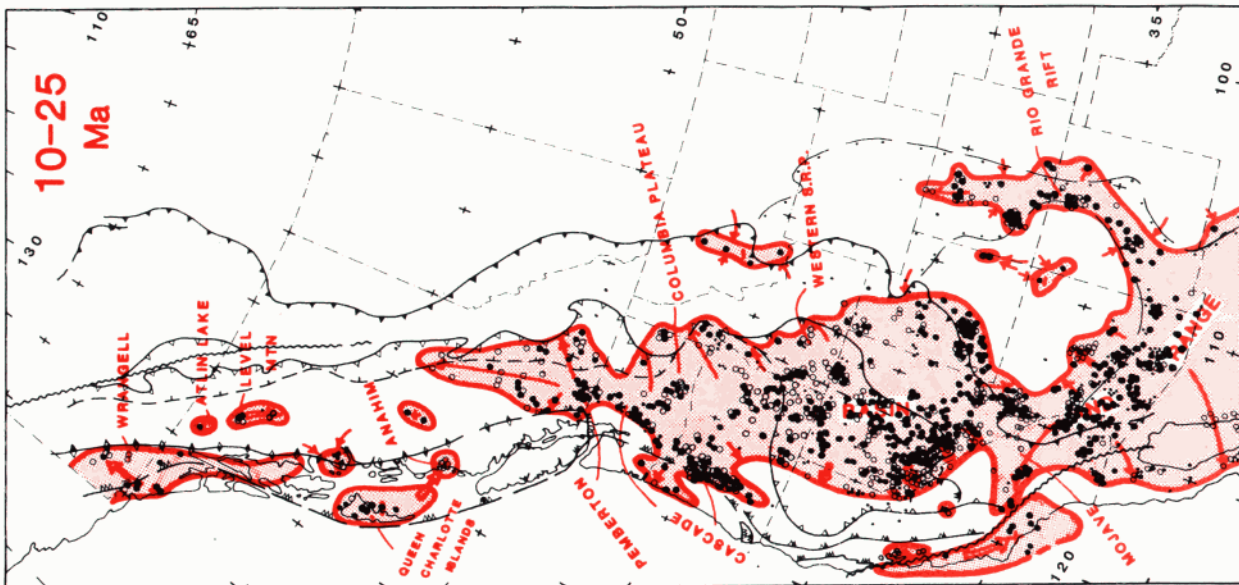 10–25
Ma
110
65
50
35
100
130
120
110
WRANGELL
ATLIN LAKE
LEVEL
MTN
ANAHIM
QUEEN
CHARLOTTE
ISLANDS
PEMBERTON
CASCADE
COLUMBIA PLATEAU
WESTERN S.R.P.
RIO GRANDE
RIFT
BASIN
AND
RANGE
MOJAVE